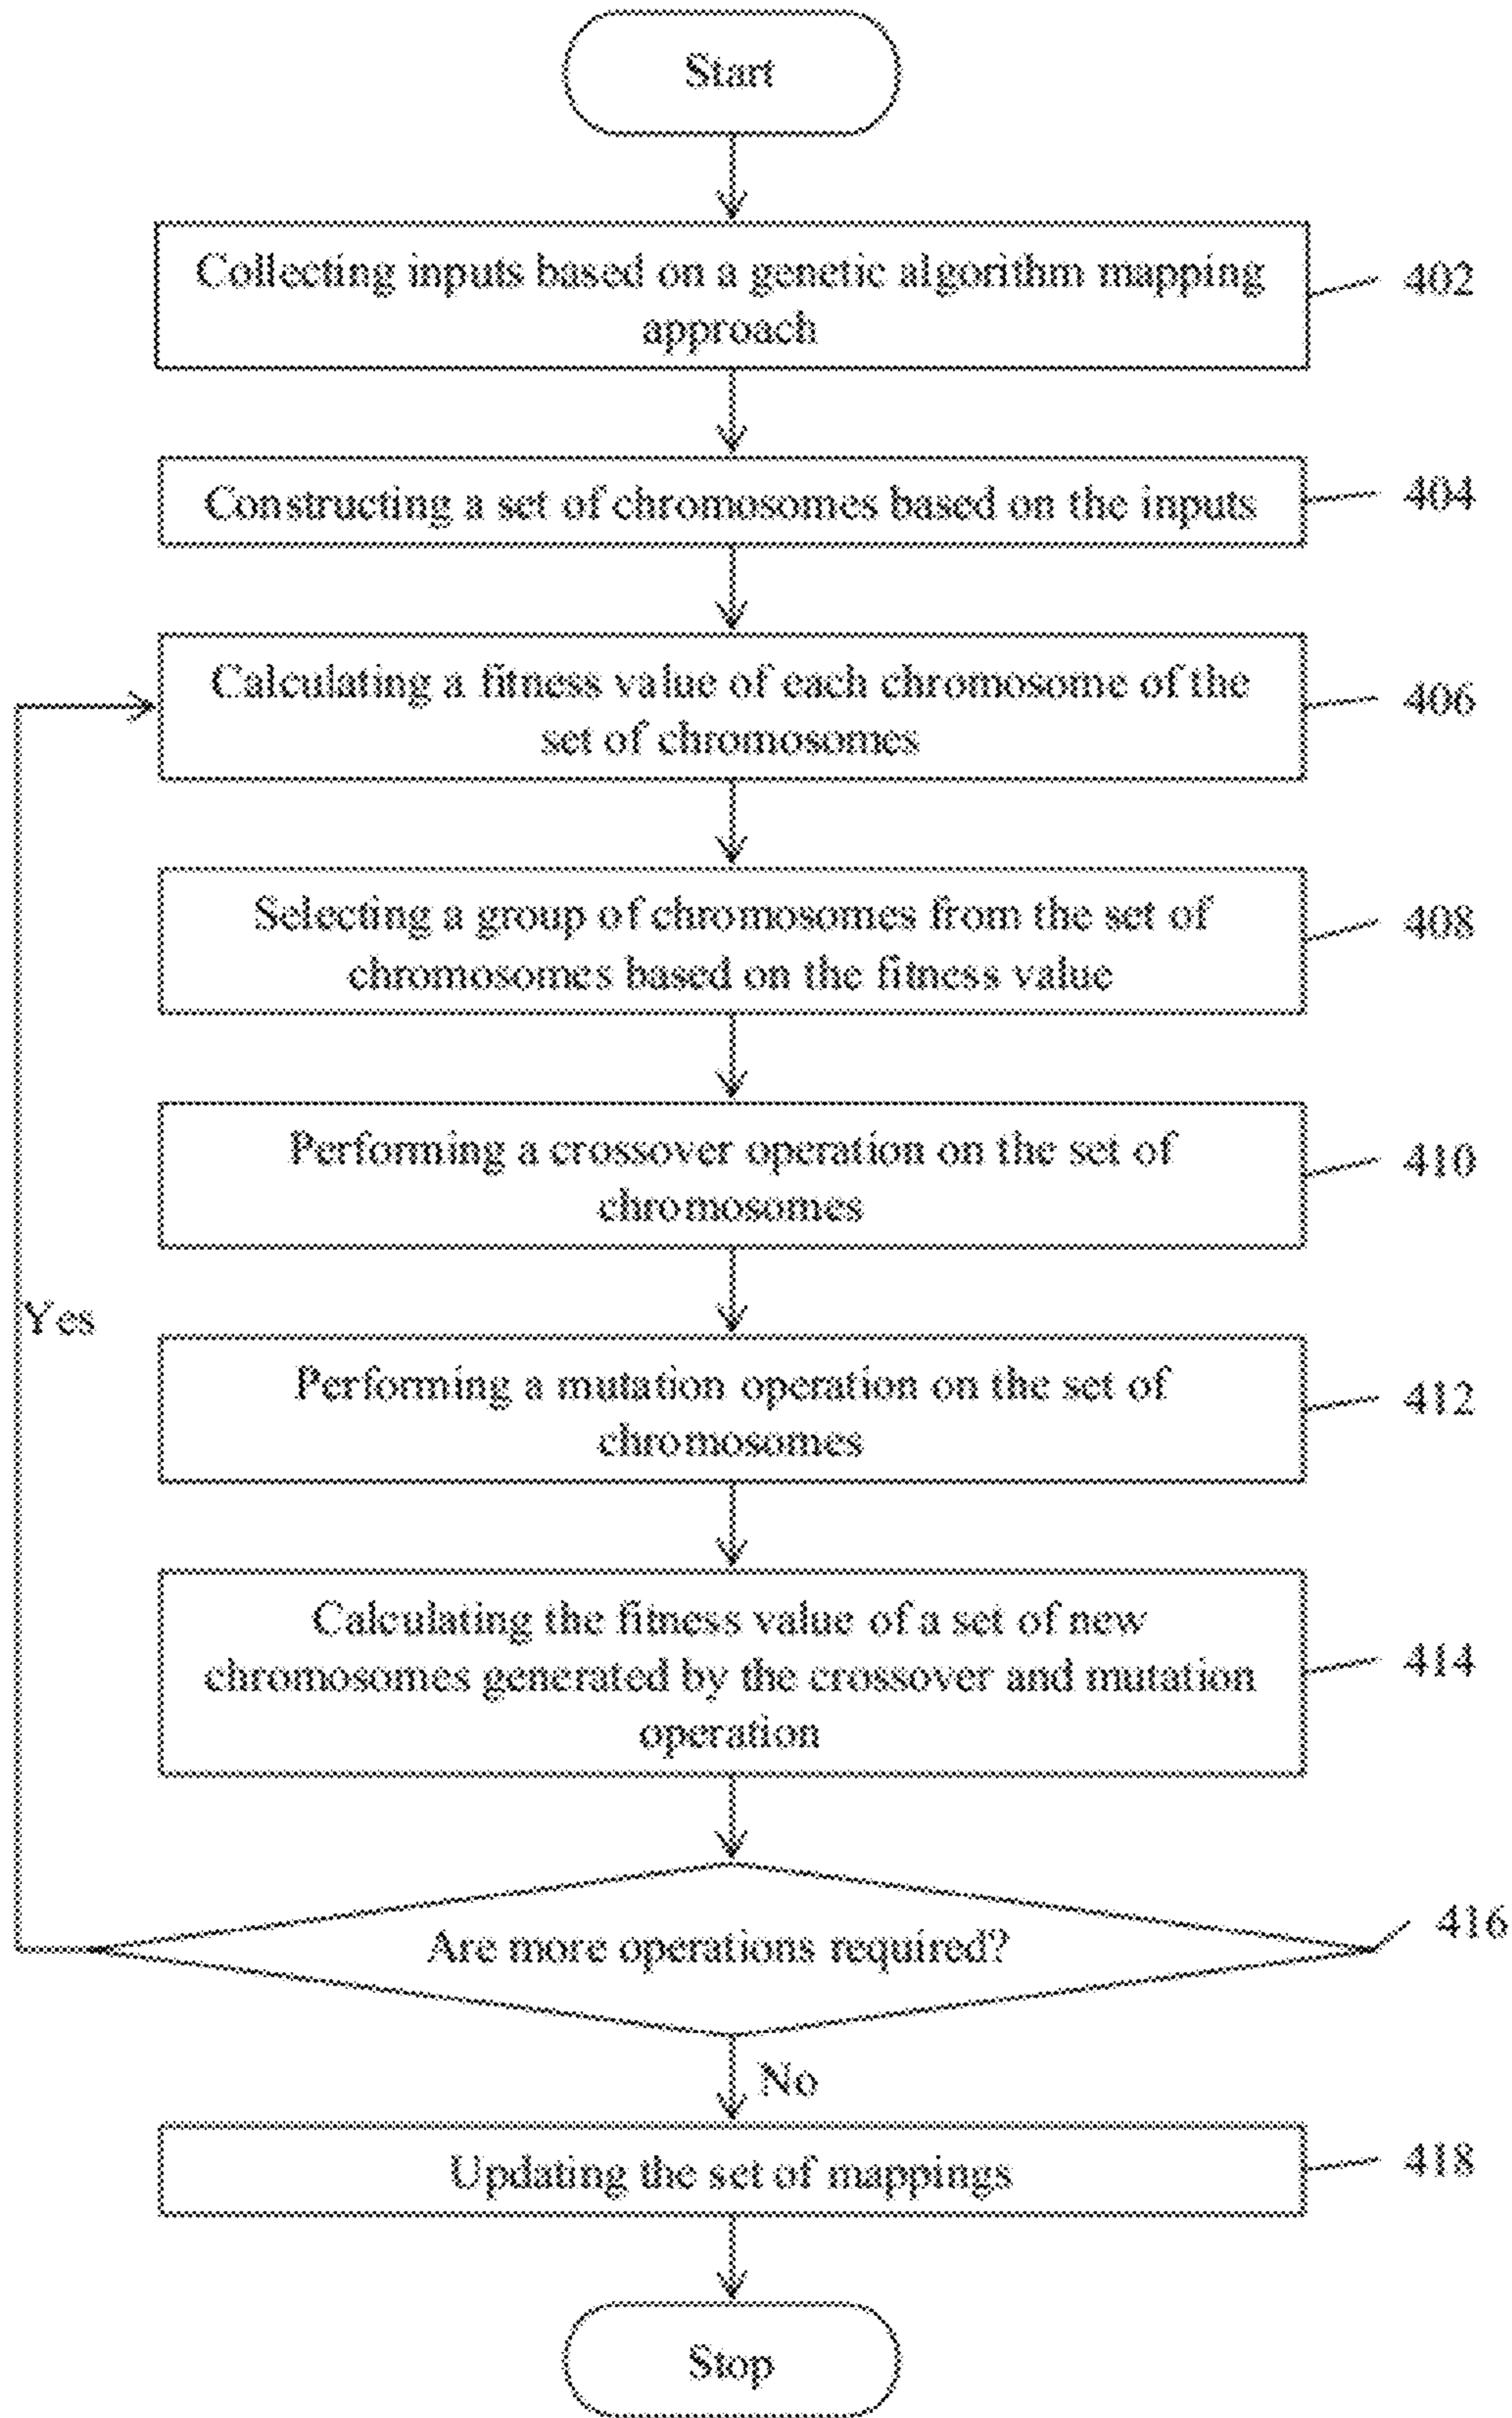 Start
Collecting inputs based on a genetic algorithm mapping
approach
402
Constructing a set of chromosomes based on the inputs
404
Calculating a fitness value of each chromosome of the
set of chromosomes
406
Selecting a group of chromosomes from the set of
chromosomes based on the fitness value
408
Performing a crossover operation on the set of
chromosomes
410
Yes
Performing a mutation operation on the set of
chromosomes
412
Calculating the fitness value of a set of new
chromosomes generated by the crossover and mutation
operation
414
Are more operations required?
416
No
Updating the set of mappings
418
Stop